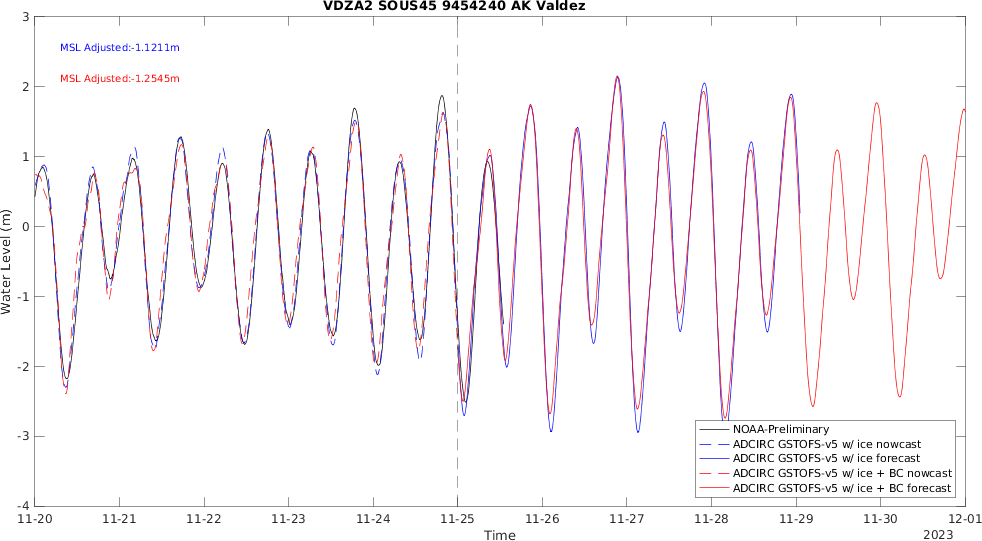 VDZA2 SOUS45 9454240 AK Valdez
MSL Adjusted:-1.1211m
MSL Adjusted:-1.2545m
Water Level (m)
3
2
1
0
-1
-2
-3
-4
NOAA-Preliminary
ADCIRC GSTOFS-v5 w/ ice nowcast
ADCIRC GSTOFS-v5 w/ ice forecast
ADCIRC GSTOFS-v5 w/ ice + BC nowcast
ADCIRC GSTOFS-v5 w/ ice + BC forecast
11-20 11-21 11-22 11-23 11-24 11-25 11-26 11-27 11-28 11-29 11-30 12-01
Time
2023